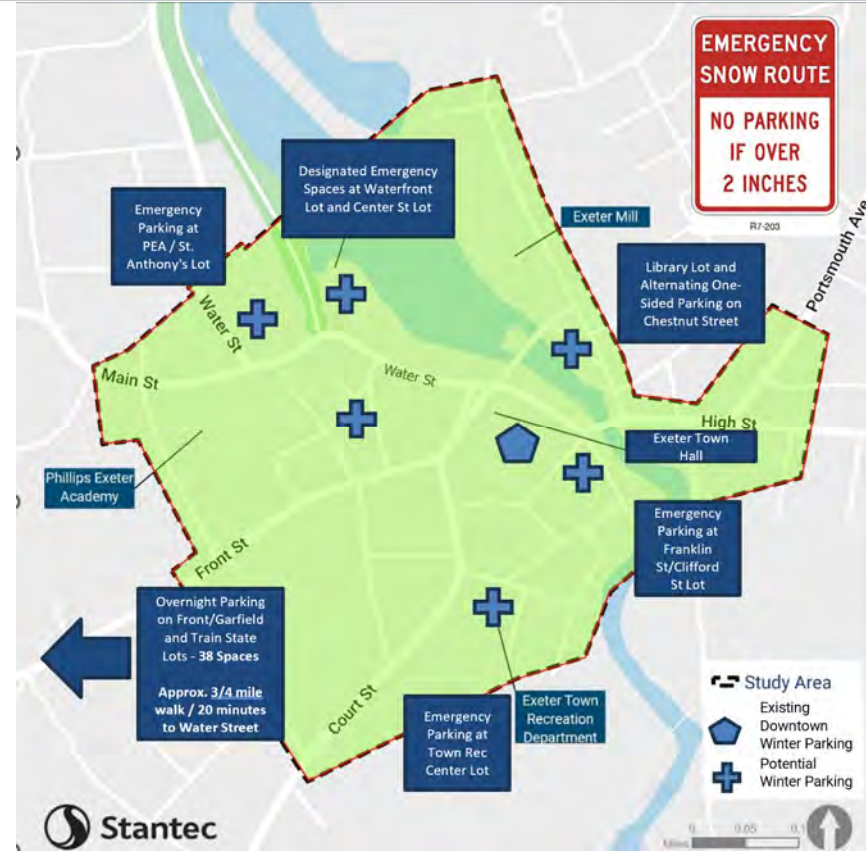 EMERGENCY
SNOW ROUTE
NO PARKING
IF OVER
2 INCHES
R7-203
Designated Emergency
Spaces at Waterfront
Lot and Center St Lot
Emergency
Parking at
PEA / St.
Anthony's Lot
Exeter Mill
Portsmouth Ave
Library Lot and
Alternating One-
Sided Parking on
Chestnut Street
Water St
Main St
Water St
High St
Exeter Town
Hall
Phillips Exeter
Academy
Emergency
Parking at
Franklin
St/Clifford
St Lot
Front St
Overnight Parking
on Front/Garfield
and Train State
Lots - 38 Spaces
Approx. 3/4 mile
walk / 20 minutes
to Water Street
Court St
Emergency
Parking at
Town Rec
Center Lot
Exeter Town
Recreation
Department
Study Area
Existing
Downtown
Winter Parking
Potential
Winter Parking
Stantec
0 0.05 0.1
Miles